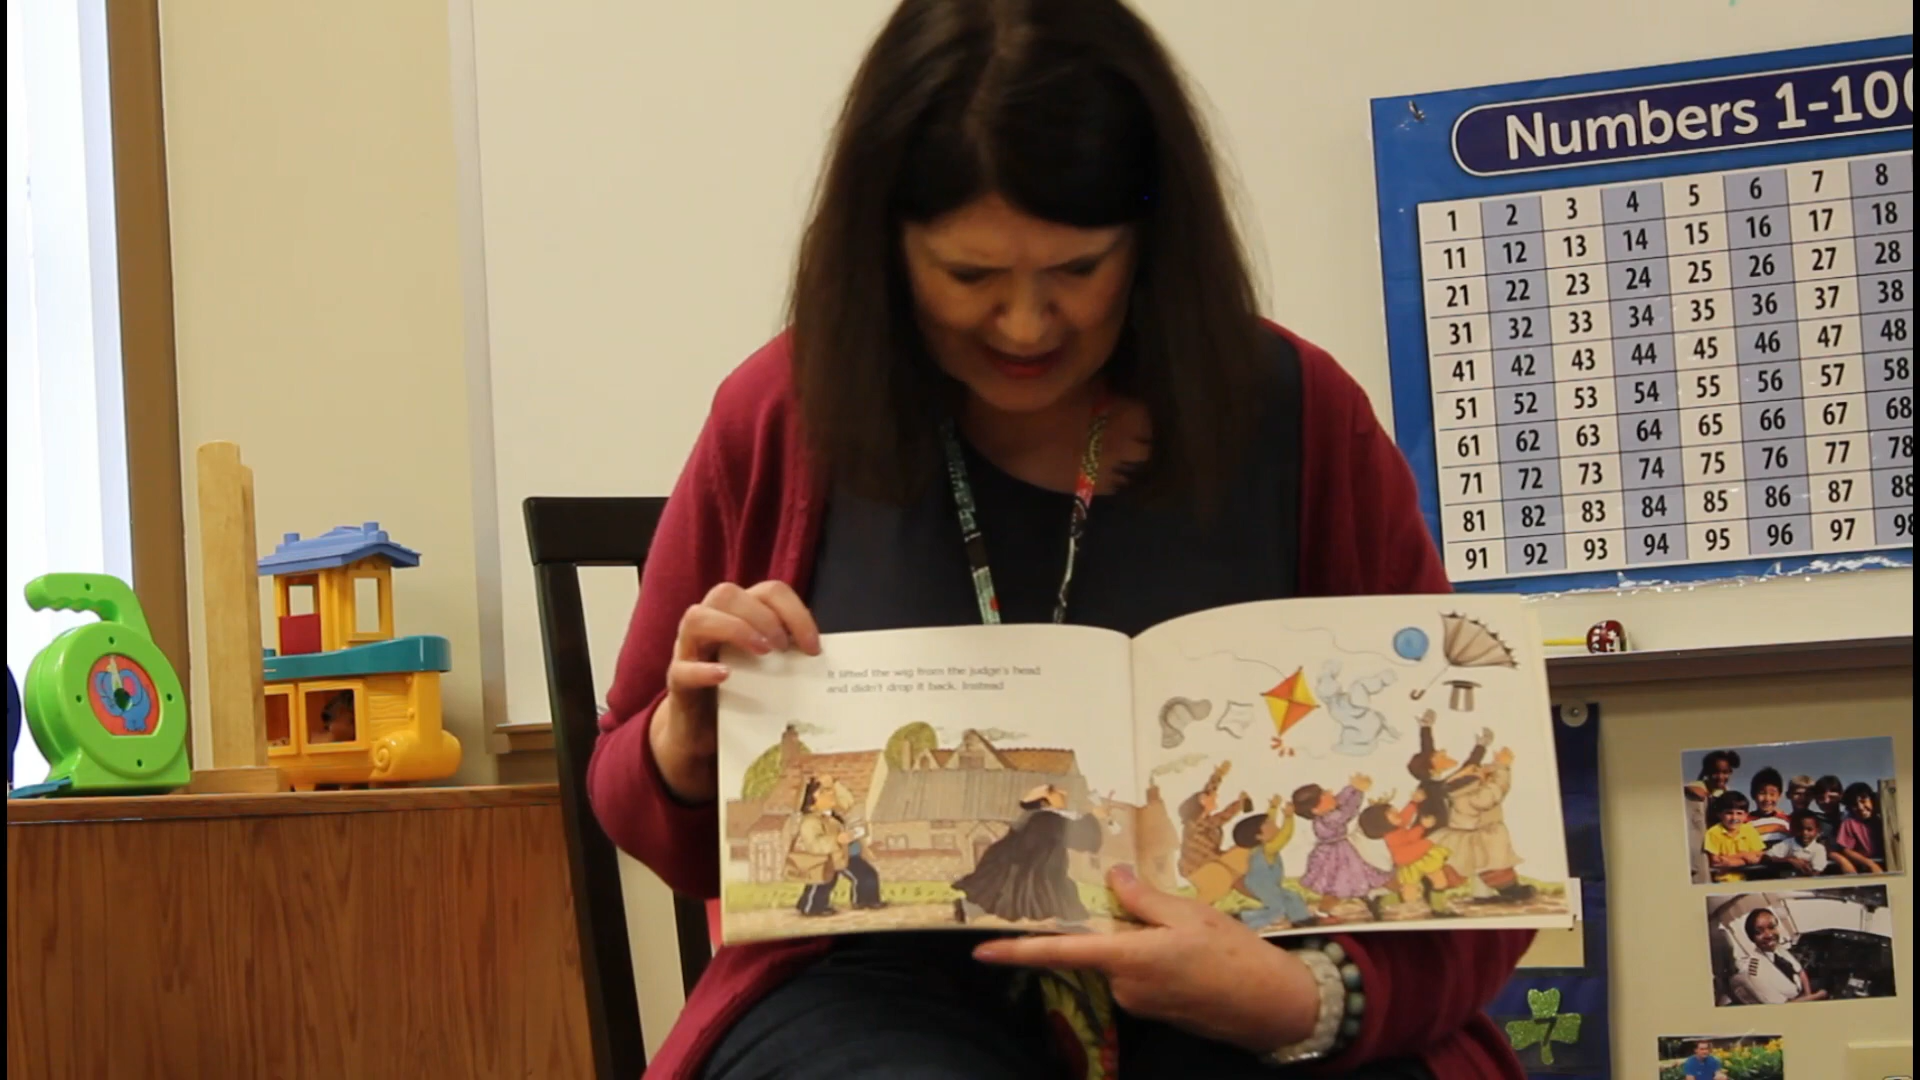 Numbers 1-100
1 2 3 4 5 6 7 8
11 12 13 14 15 16 17 18
21 22 23 24 25 26 27 28
31 32 33 34 35 36 37 38
41 42 43 44 45 46 47 48
51 52 53 54 55 56 57 58
61 62 63 64 65 66 67 68
71 72 73 74 75 76 77 78
81 82 83 84 85 86 87 88
91 92 93 94 95 96 97 98
It lifted the wig from the judge's head
and didn't drop it back. Instead
7